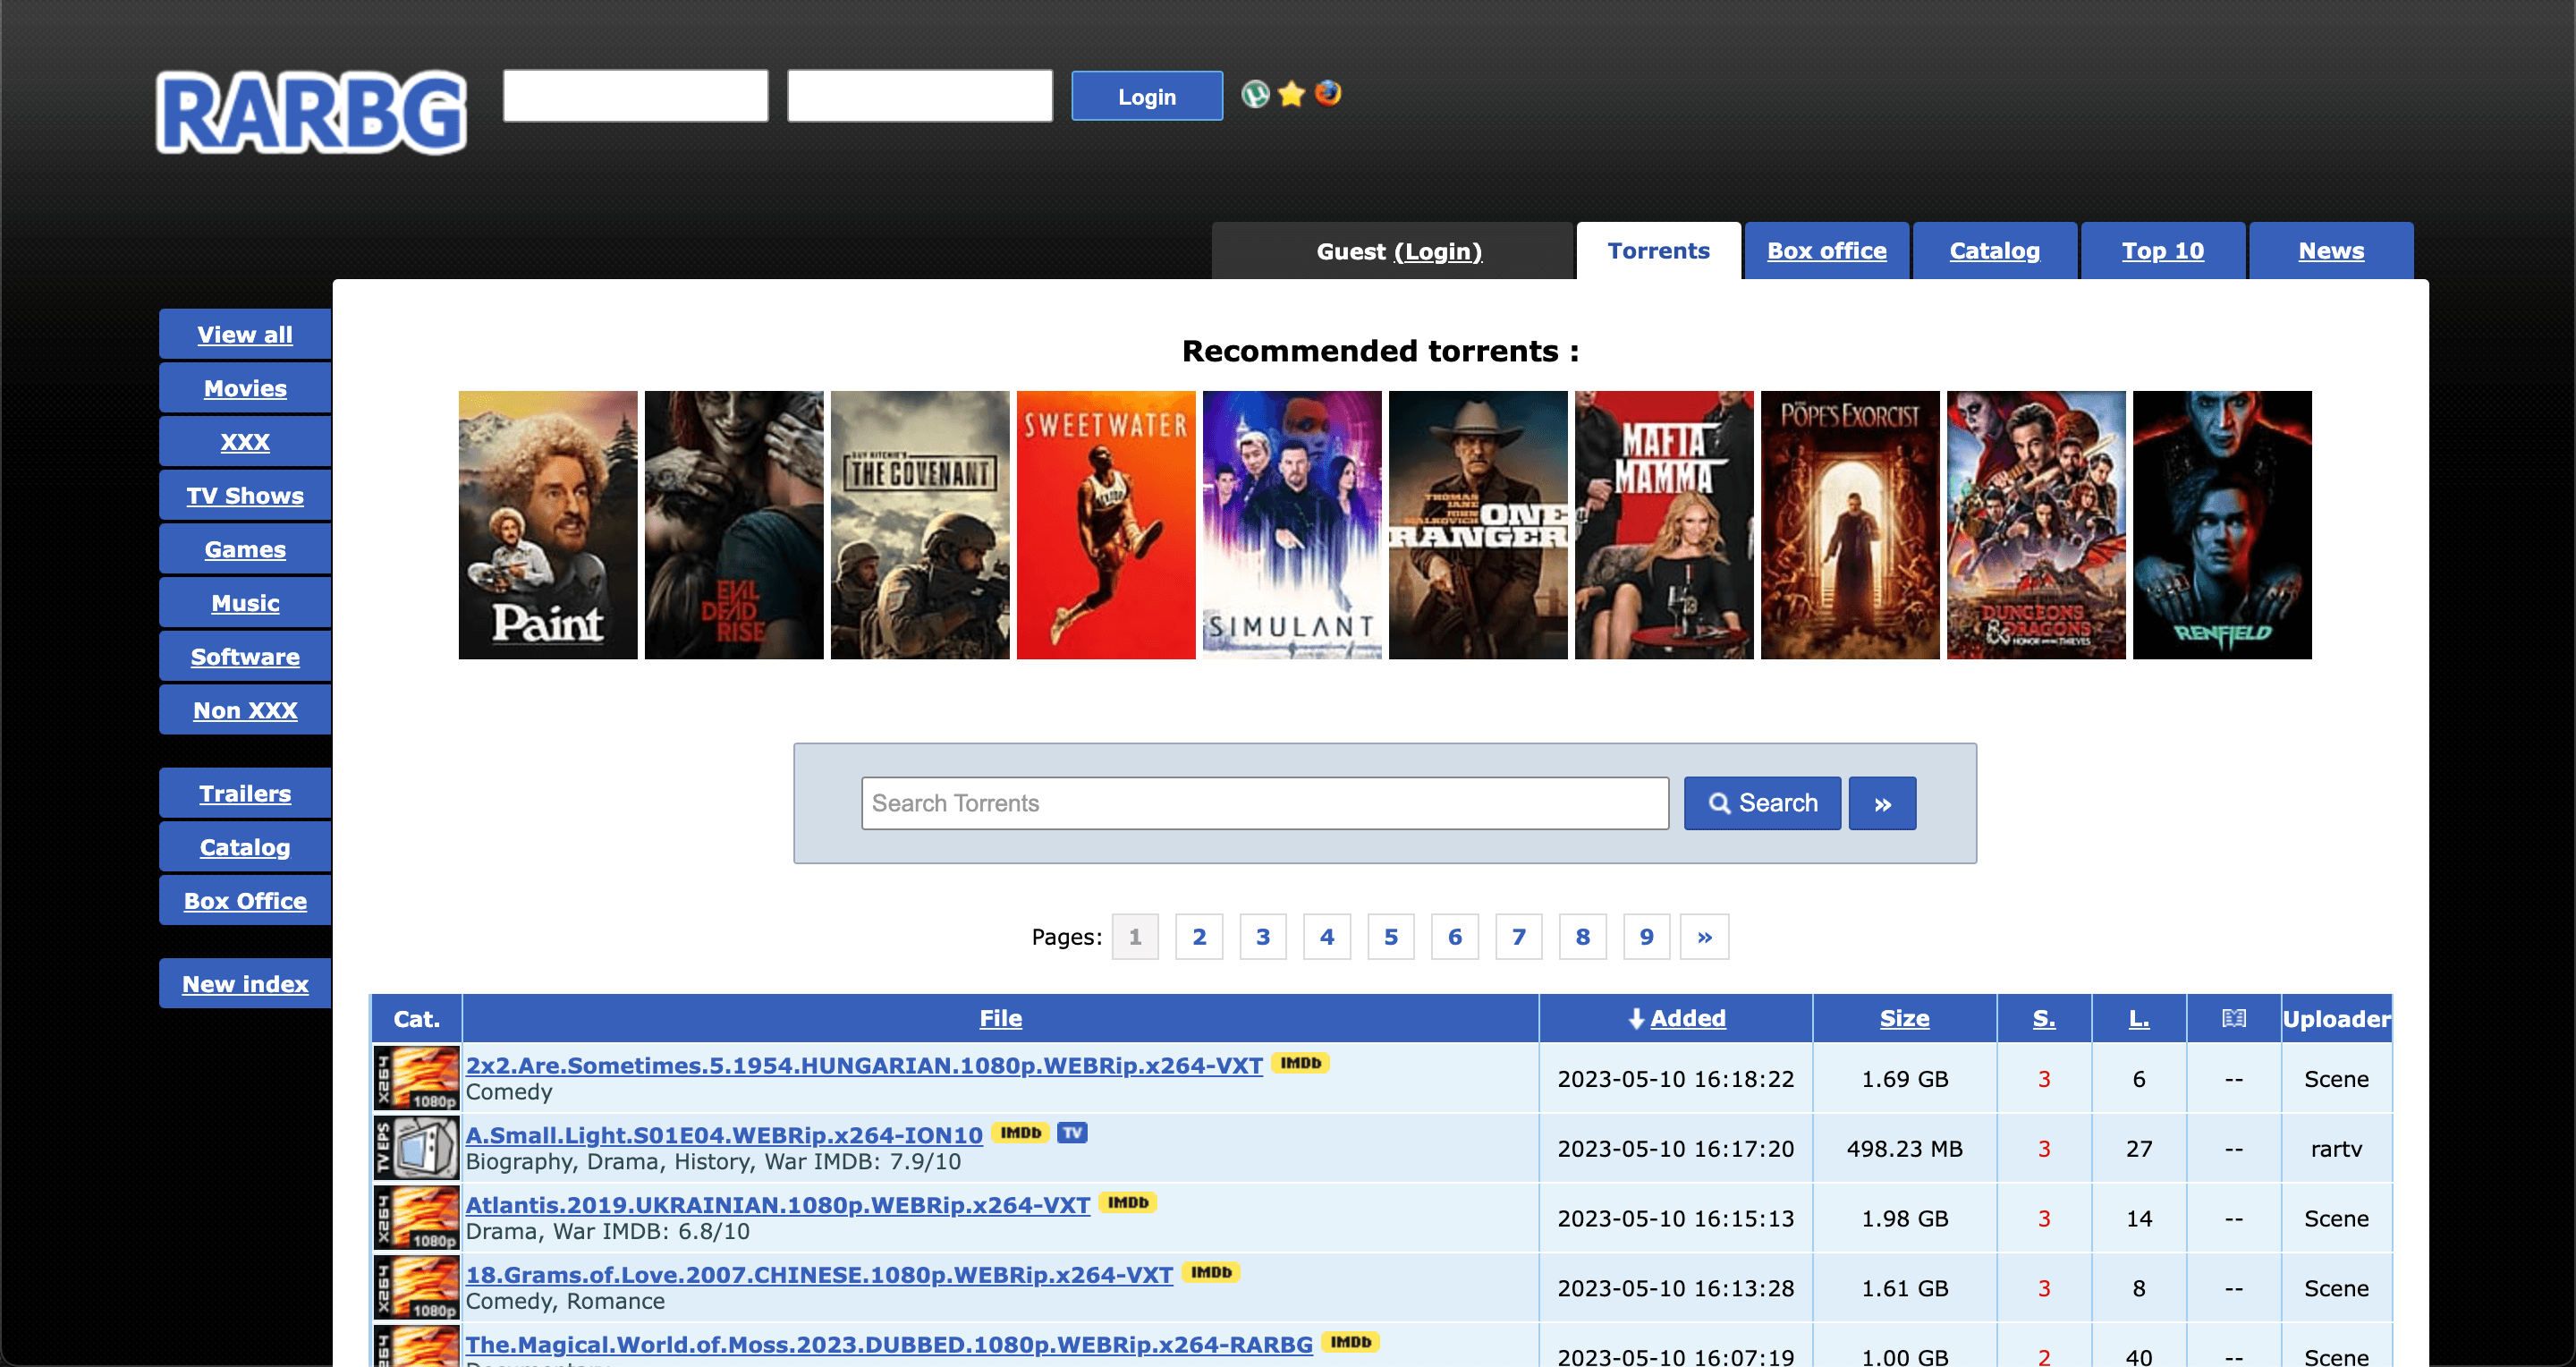 RARBG
Login
Guest (Login)
Torrents
Box office
Catalog
Top 10
News
View all
Movies
XXX
TV Shows
Games
Music
Software
Non XXX
Trailers
Catalog
Box Office
New index
Recommended torrents :
Paint
EVIL DEAD RISE
GUY RITCHIE'S
THE COVENANT
SWEETWATER
SIMULANT
THOMAS JANE
JOHN MALKOVICH
ONE RANGER
MAFIA MAMMA
THE POPE'S EXORCIST
DUNGEONS & DRAGONS
HONOR AMONG THIEVES
RENFIELD
Search Torrents
Search »
Pages: 1 2 3 4 5 6 7 8 9 »
Cat. File Added Size S. L. Uploader
X264 1080p 2x2.Are.Sometimes.5.1954.HUNGARIAN.1080p.WEBRip.x264-VXT IMDb 2023-05-10 16:18:22 1.69 GB 3 6 -- Scene
Comedy
TV EPS A.Small.Light.S01E04.WEBRip.x264-ION10 IMDb TV 2023-05-10 16:17:20 498.23 MB 3 27 -- rartv
Biography, Drama, History, War IMDB: 7.9/10
X264 1080p Atlantis.2019.UKRAINIAN.1080p.WEBRip.x264-VXT IMDb 2023-05-10 16:15:13 1.98 GB 3 14 -- Scene
Drama, War IMDB: 6.8/10
X264 1080p 18.Grams.of.Love.2007.CHINESE.1080p.WEBRip.x264-VXT IMDb 2023-05-10 16:13:28 1.61 GB 3 8 -- Scene
Comedy, Romance
The.Magical.World.of.Moss.2023.DUBBED.1080p.WEBRip.x264-RARBG IMDb 2023-05-10 16:07:19 1.00 GB 2 40 -- Scene